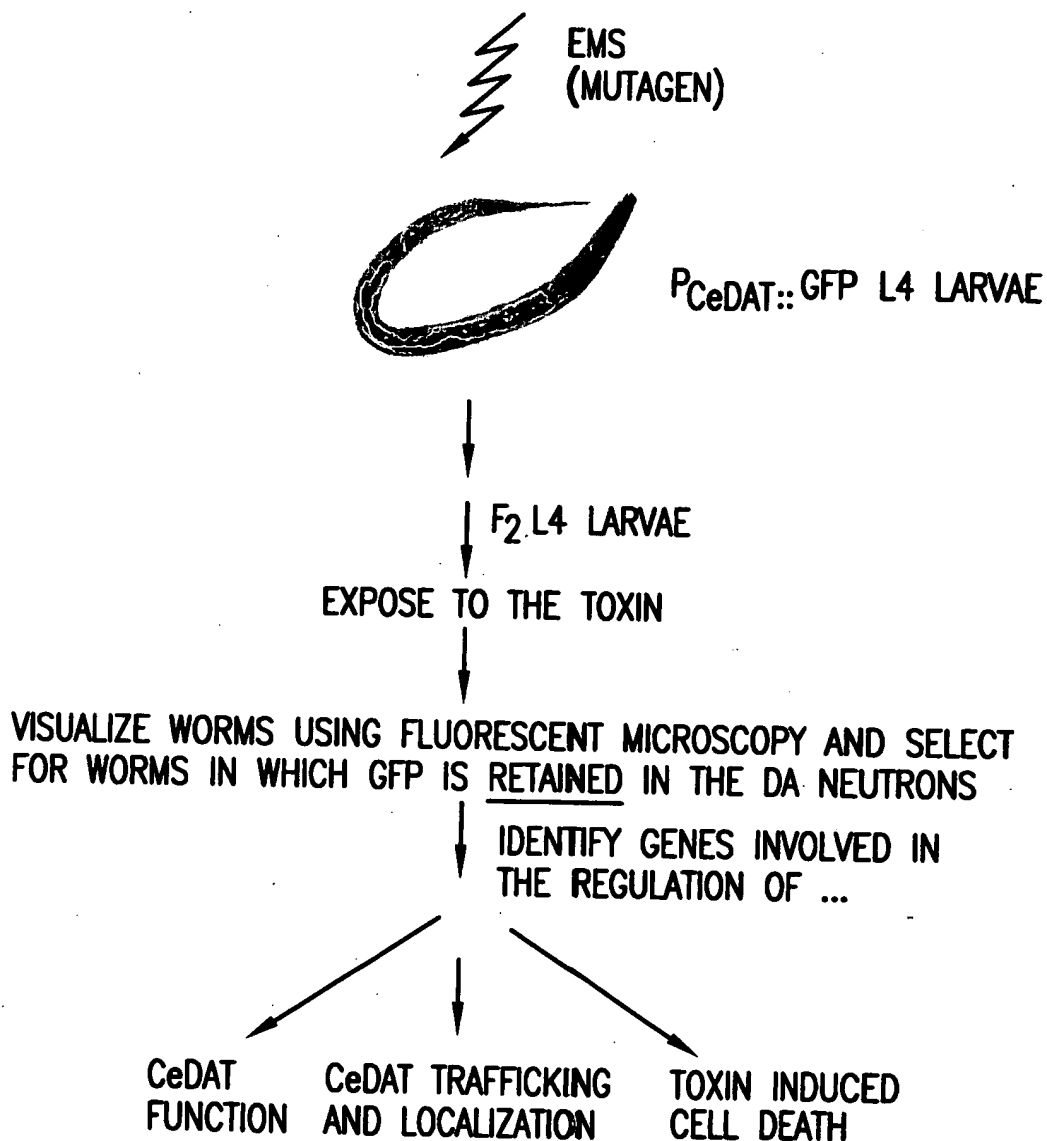 EMS
(MUTAGEN)
PCeDAT:: GFP L4 LARVAE
F2 L4 LARVAE
EXPOSE TO THE TOXIN
VISUALIZE WORMS USING FLUORESCENT MICROSCOPY AND SELECT
FOR WORMS IN WHICH GFP IS RETAINED IN THE DA NEUTRONS
IDENTIFY GENES INVOLVED IN
THE REGULATION OF ...
CeDAT
FUNCTION
CeDAT TRAFFICKING
AND LOCALIZATION
TOXIN INDUCED
CELL DEATH